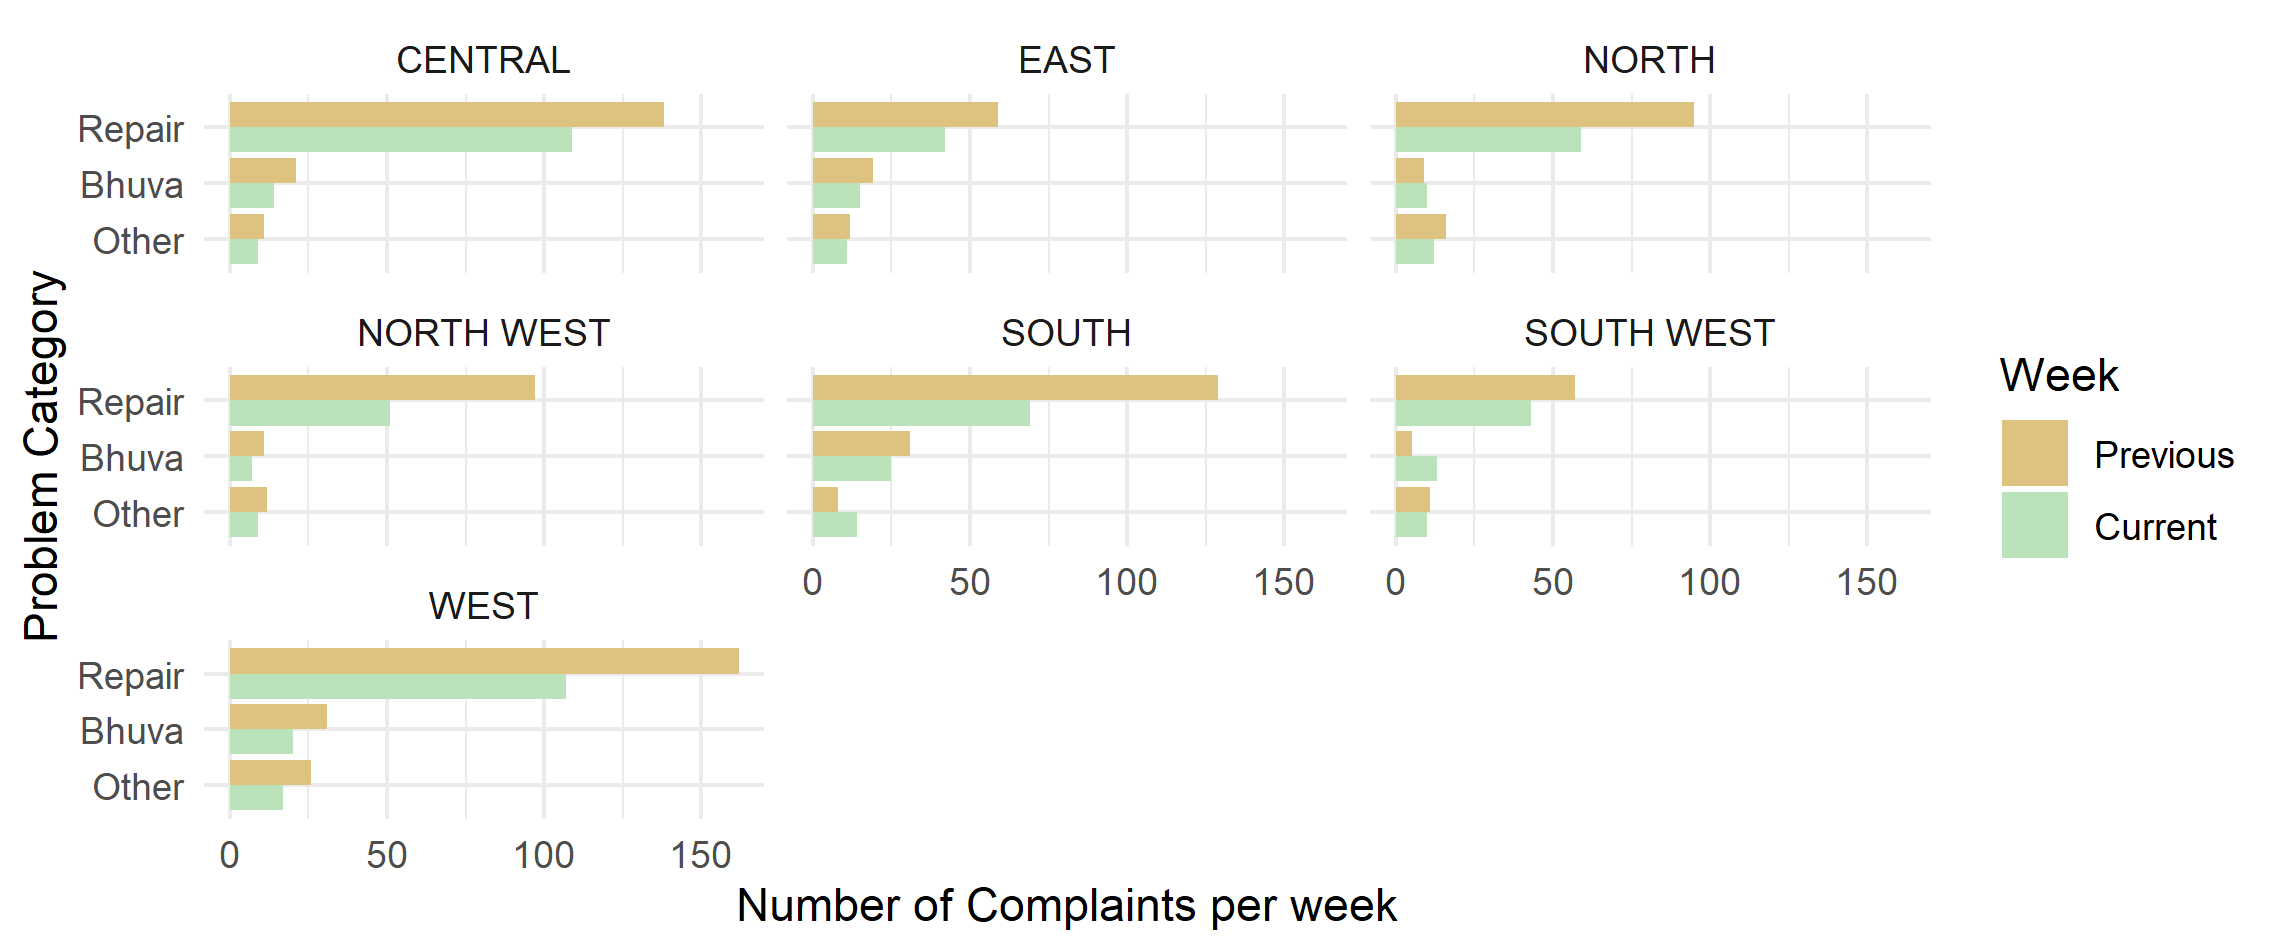 CENTRAL
EAST
NORTH
Repair
Bhuva
Other
NORTH WEST
SOUTH
SOUTH WEST
Repair
Bhuva
Other
0 50 100 150
0 50 100 150
WEST
Repair
Bhuva
Other
0 50 100 150
Number of Complaints per week
Problem Category
Week
Previous
Current